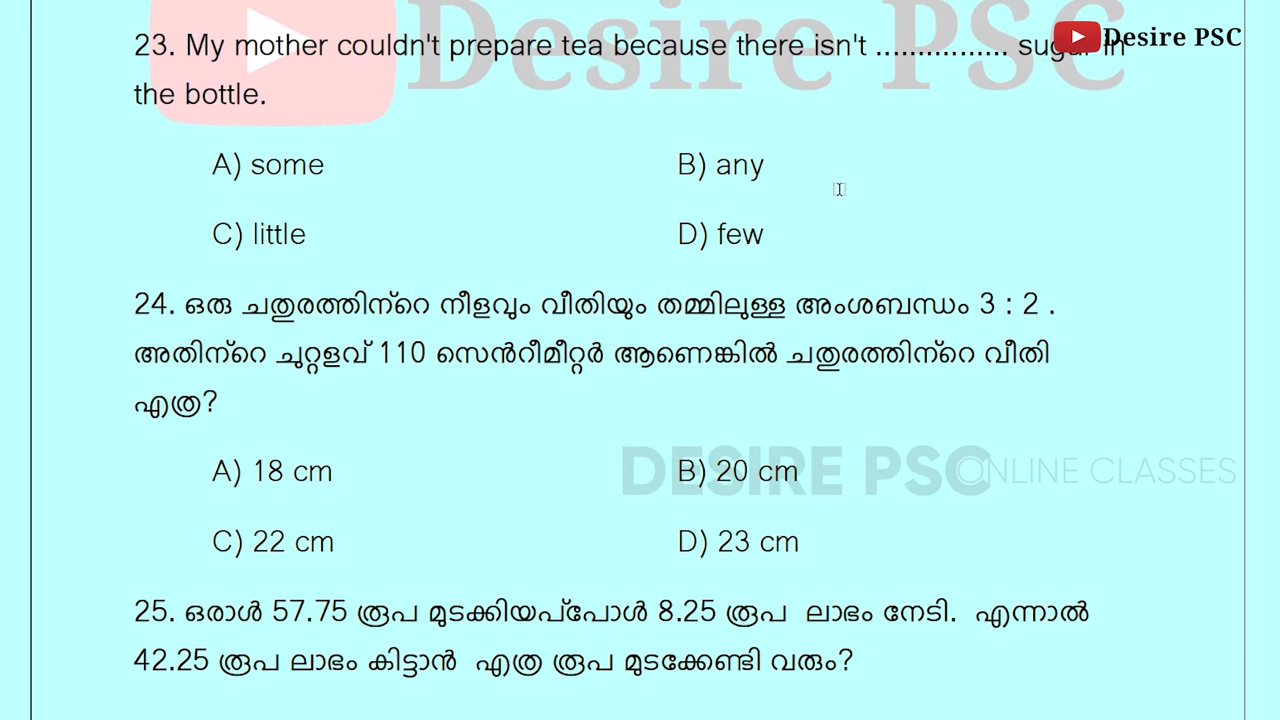 Desire PSC
Desire PSC
23. My mother couldn't prepare tea because there isn't ................ sugar in
the bottle.
A) some
B) any
C) little
D) few
24. ഒരു ചതുരത്തിന്റെ നീളവും വീതിയും തമ്മിലുള്ള അംശബന്ധം 3 : 2 .
അതിന്റെ ചുറ്റളവ് 110 സെൻറീമീറ്റർ ആണെങ്കിൽ ചതുരത്തിന്റെ വീതി
എത്ര?
DESIRE PSC ONLINE CLASSES
A) 18 cm
B) 20 cm
C) 22 cm
D) 23 cm
25. ഒരാൾ 57.75 രൂപ മുടക്കിയപ്പോൾ 8.25 രൂപ ലാഭം നേടി. എന്നാൽ
42.25 രൂപ ലാഭം കിട്ടാൻ എത്ര രൂപ മുടക്കേണ്ടി വരും?